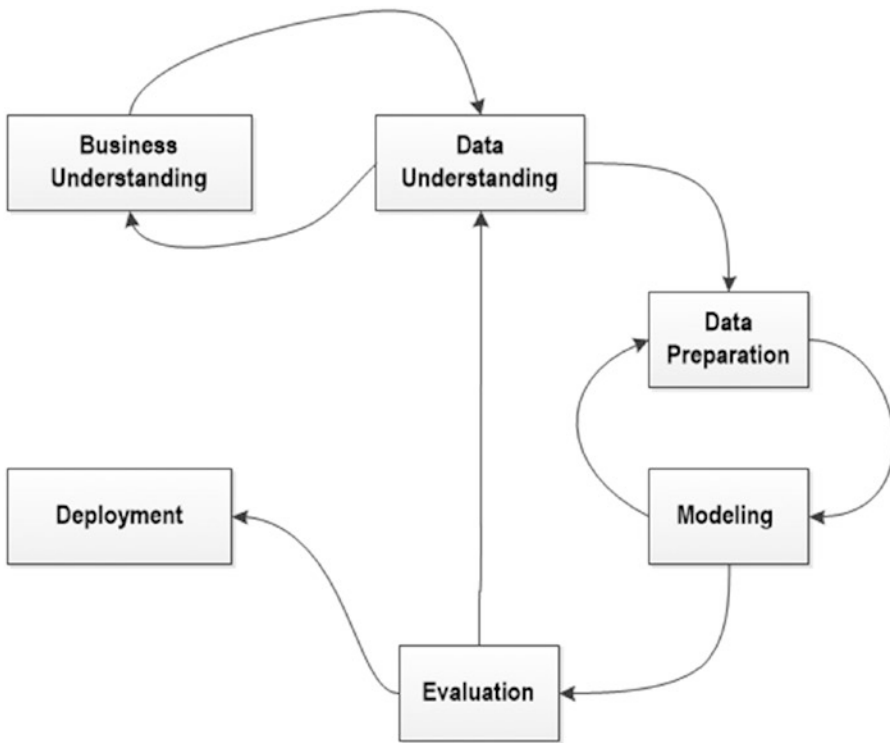 Business
Understanding
Data
Understanding
Data
Preparation
Deployment
Modeling
Evaluation